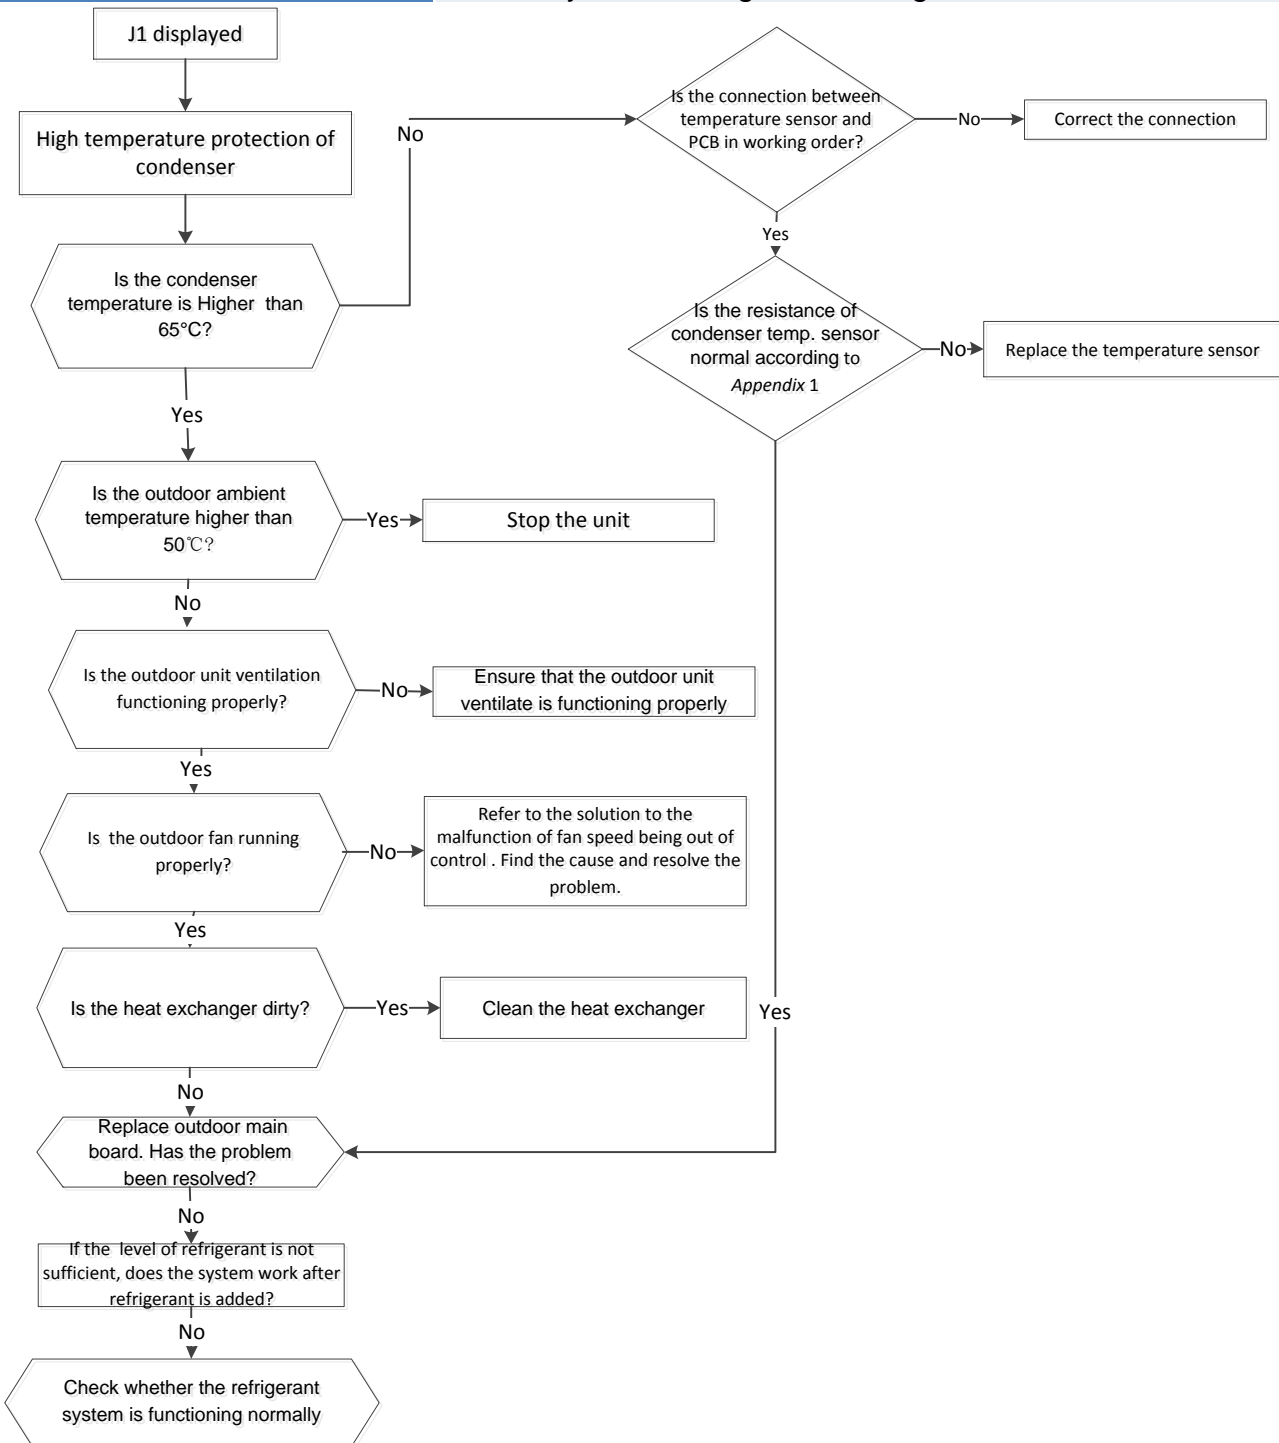 J1 displayed
High temperature protection of
condenser
Is the condenser
temperature is Higher than
65°C?
No
Is the connection between
temperature sensor and
PCB in working order?
No
Correct the connection
Yes
Is the resistance of
condenser temp. sensor
normal according to
Appendix 1
No
Replace the temperature sensor
Yes
Yes
Is the outdoor ambient
temperature higher than
50℃?
Yes
Stop the unit
No
Is the outdoor unit ventilation
functioning properly?
No
Ensure that the outdoor unit
ventilate is functioning properly
Yes
Is the outdoor fan running
properly?
No
Refer to the solution to the
malfunction of fan speed being out of
control . Find the cause and resolve the
problem.
Yes
Is the heat exchanger dirty?
Yes
Clean the heat exchanger
No
Replace outdoor main
board. Has the problem
been resolved?
No
If the level of refrigerant is not
sufficient, does the system work after
refrigerant is added?
No
Check whether the refrigerant
system is functioning normally